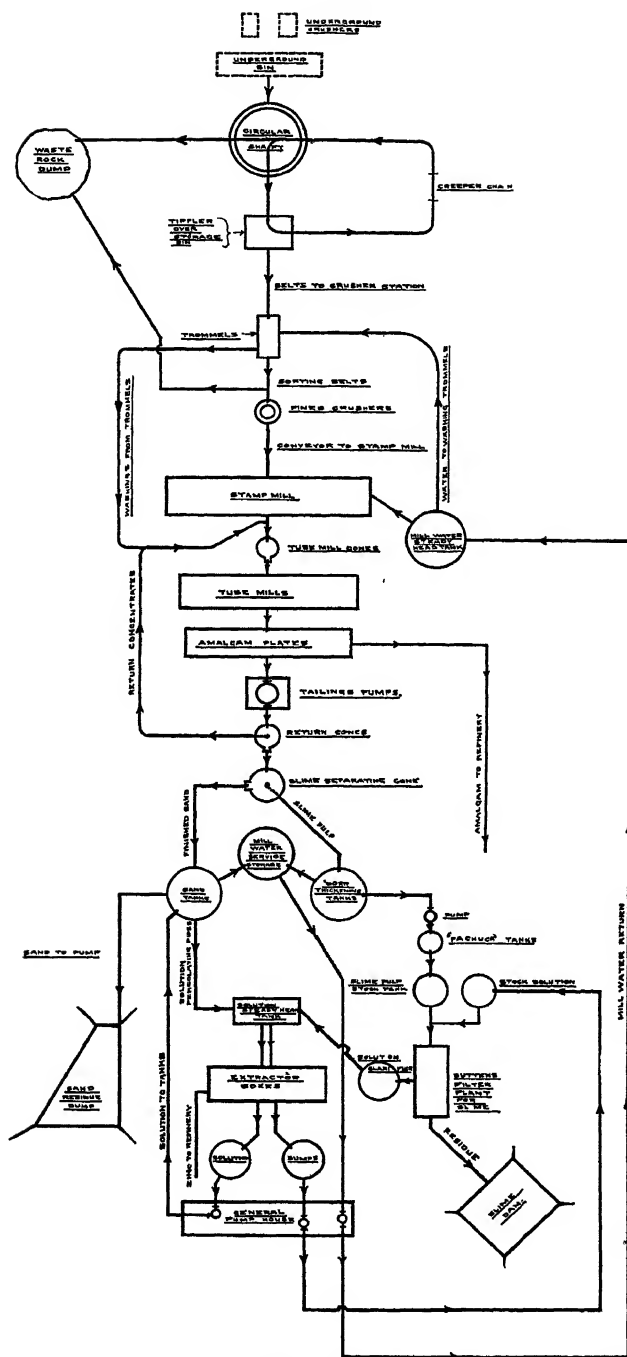 UNDERGROUND
CRUSHERS
UNDERGROUND
BIN
CIRCULAR
SHAFT
WASTE
ROCK
DUMP
CREEPER CHAIN
TIPPLER
OVER
STORAGE
BIN
BELTS TO CRUSHER STATION
TROMMELS
SORTING BELTS
FINES CRUSHERS
CONVEYOR TO STAMP MILL
WASHINGS FROM TROMMELS
WATER TO WASHING TROMMELS
STAMP MILL
MILL WATER
STEADY
HEAD TANK
TUBE MILL CONES
TUBE MILLS
AMALGAM PLATES
RETURN CONCENTRATES
TAILINGS PUMPS
RETURN CONES
SLIME SEPARATING CONE
AMALGAM TO REFINERY
FINISHED SAND
SLIME PULP
MILL
WATER
SERVICE
STORAGE
SAND
TANKS
THICKENING
TANKS
PUMP
"PACHUCA" TANKS
SAND TO DUMP
SOLUTION
PERCOLATING
SLIME PULP
STOCK TANK
STOCK SOLUTION
MILL WATER RETURN
SOLUTION
TANK
SOLUTION
EXTRACTOR
BOXES
BUTTERS
FILTER
PLANT
FOR
SLIME
SAND
RESIDUE
DUMP
SOLUTION TO TANKS
ZINC TO REFINERY
RESIDUE
SOLUTION
SUMPS
SLIME
DAM.
GENERAL
PUMP HOUSE